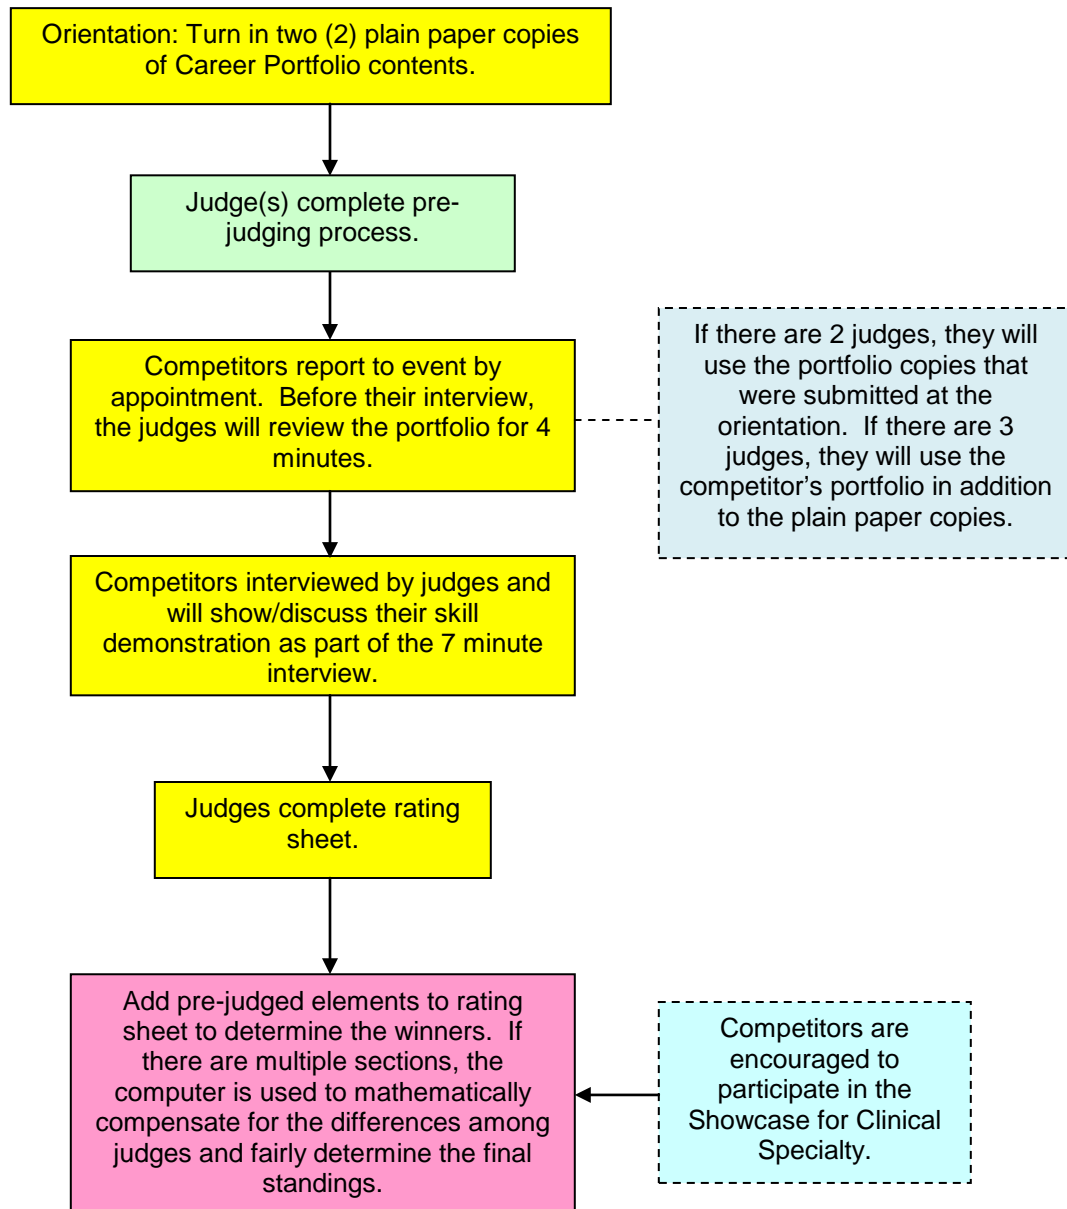 Orientation: Turn in two (2) plain paper copies
of Career Portfolio contents.
Judge(s) complete pre-
judging process.
Competitors report to event by
appointment.  Before their interview,
the judges will review the portfolio for 4
minutes.
If there are 2 judges, they will
use the portfolio copies that
were submitted at the
orientation.  If there are 3
judges, they will use the
competitor’s portfolio in addition
to the plain paper copies.
Competitors interviewed by judges and
will show/discuss their skill
demonstration as part of the 7 minute
interview.
Judges complete rating
sheet.
Add pre-judged elements to rating
sheet to determine the winners.  If
there are multiple sections, the
computer is used to mathematically
compensate for the differences among
judges and fairly determine the final
standings.
Competitors are
encouraged to
participate in the
Showcase for Clinical
Specialty.